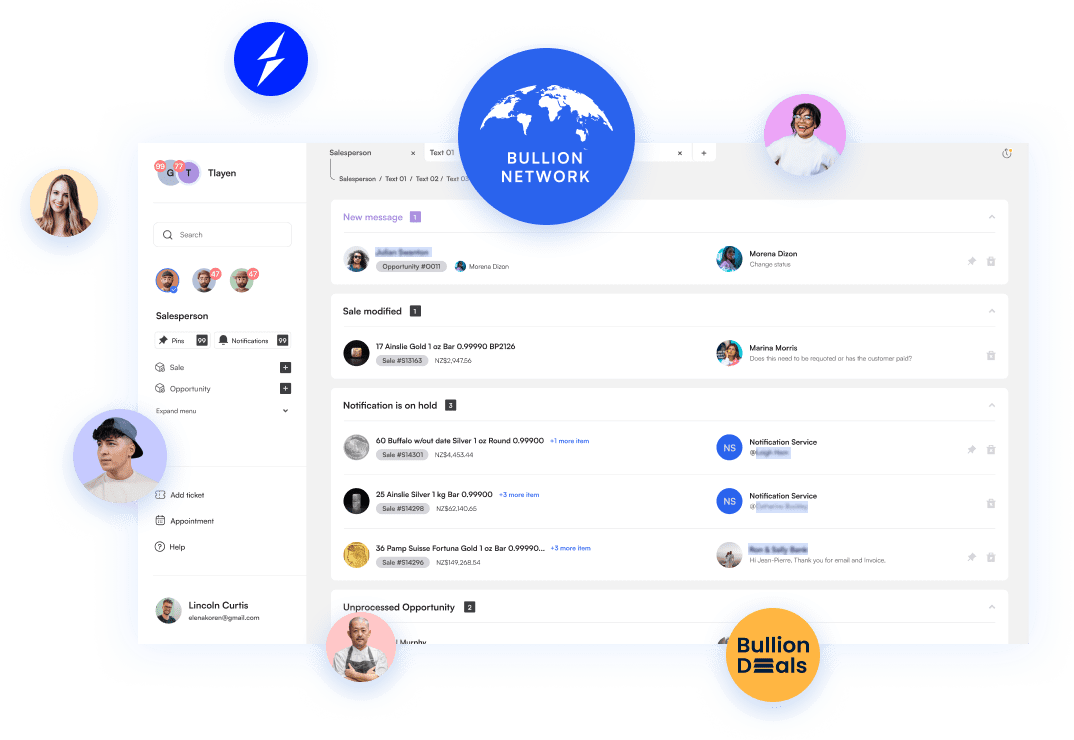 BULLION
NETWORK
Salesperson × Text 01 × +
Salesperson / Text 01 / Text 02 / Text 03
99 77
G T Tlayen
Search
47 47
Salesperson
Pins 99 Notifications 99
Sale +
Opportunity +
Expand menu
Add ticket
Appointment
Help
Lincoln Curtis
elenakoren@gmail.com
New message 1
Opportunity #O011 Morena Dizon
Morena Dizon
Change status
Sale modified 1
17 Ainslie Gold 1 oz Bar 0.99990 BP2126
Sale #S13163 NZ$2,947.56
Marina Morris
Does this need to be requoted or has the customer paid?
Notification is on hold 3
60 Buffalo w/out date Silver 1 oz Round 0.99900 +1 more item
Sale #S14301 NZ$4,453.44
NS Notification Service
@
25 Ainslie Silver 1 kg Bar 0.99900 +3 more item
Sale #S14298 NZ$62,140.65
NS Notification Service
@
36 Pamp Suisse Fortuna Gold 1 oz Bar 0.99990... +3 more item
Sale #S14296 NZ$149,268.54
Hi Jean-Pierre, Thank you for email and Invoice.
Unprocessed Opportunity 2
Murphy
Bullion
Deals